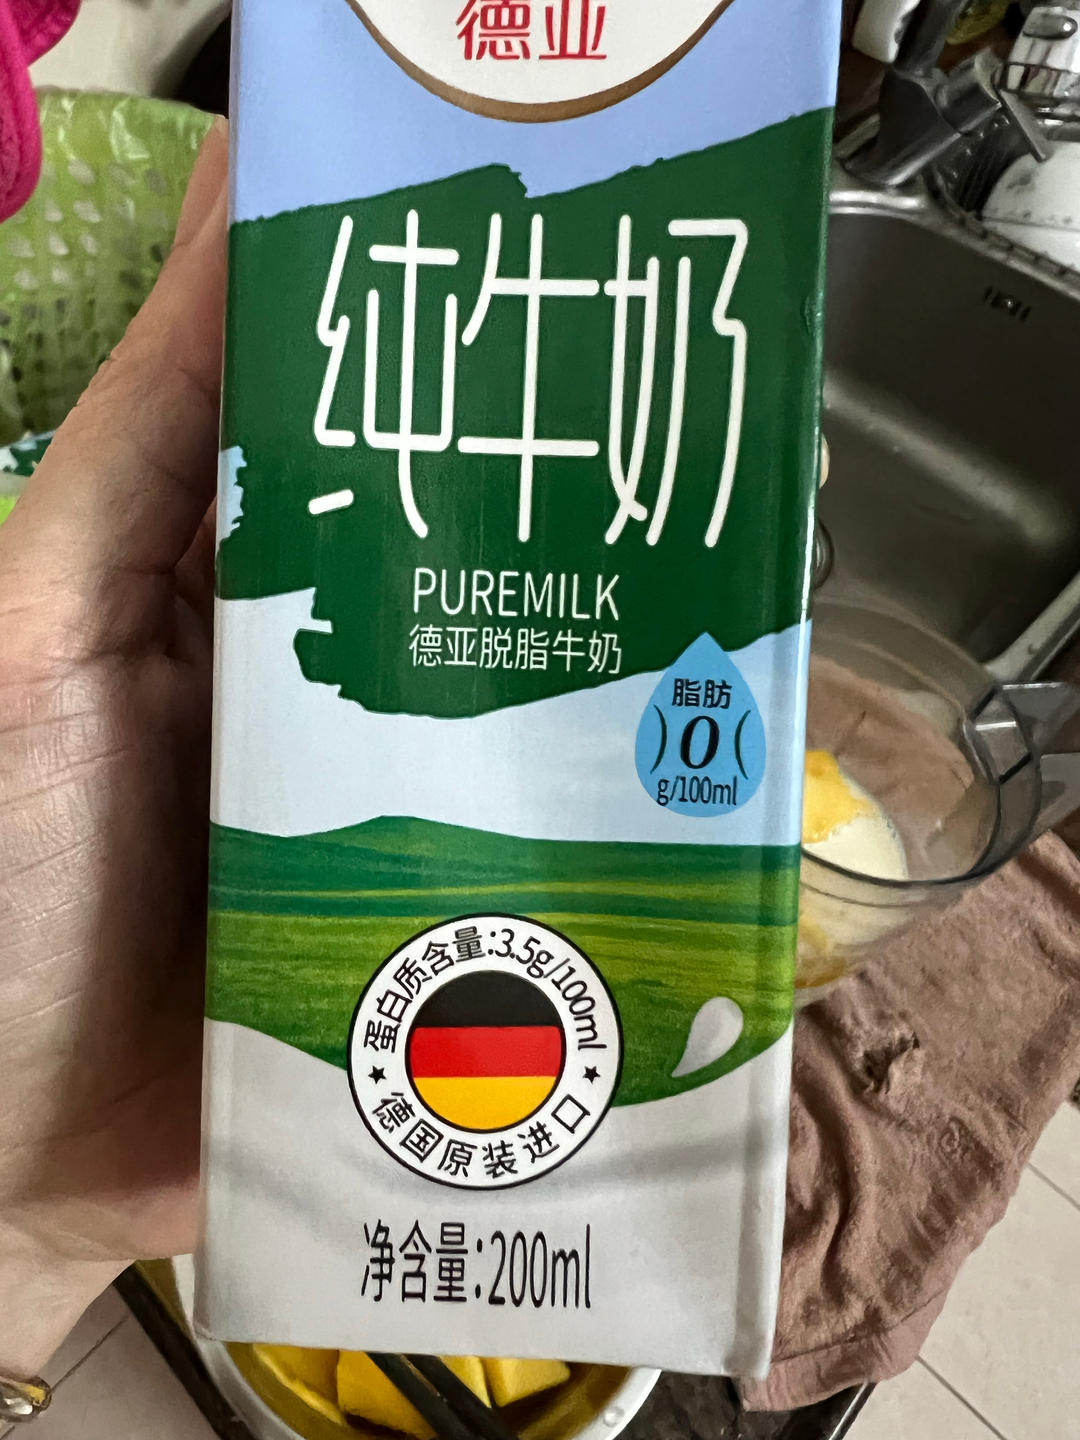 德亚
纯牛奶
PUREMILK
德亚脱脂牛奶
脂肪
0
g/100ml
蛋白质含量:3.5g/100ml
★德国原装进口★
净含量:200ml